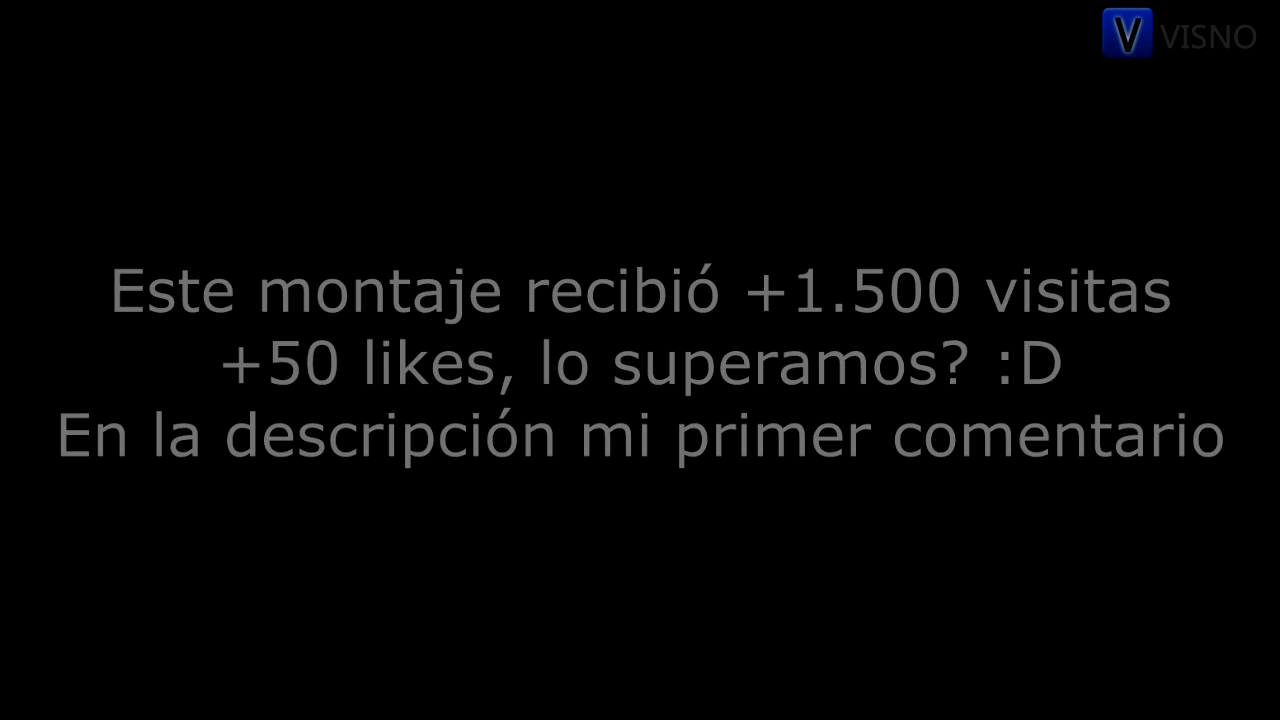 V VISNO
Este montaje recibió +1.500 visitas
+50 likes, lo superamos? :D
En la descripción mi primer comentario